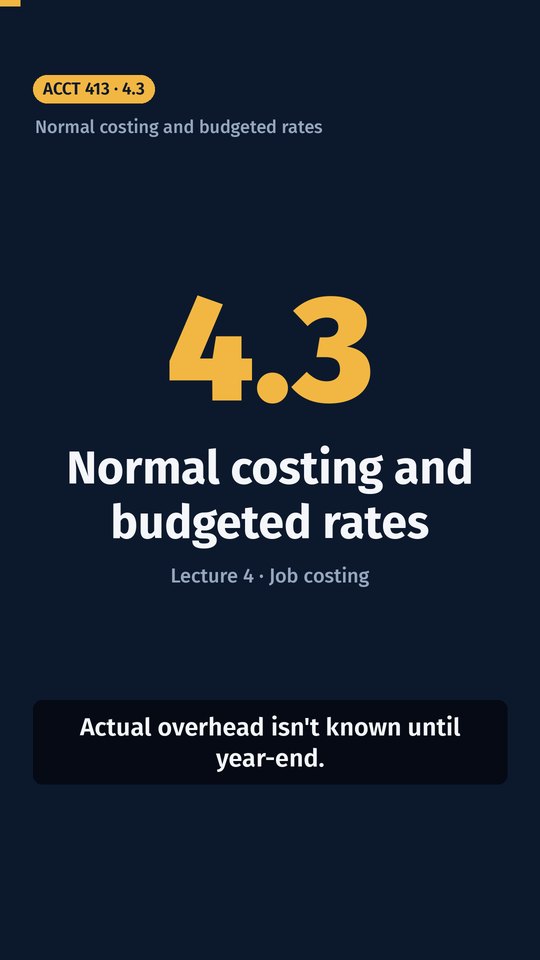 ACCT 413 · 4.3
Normal costing and budgeted rates
4.3
Normal costing and
budgeted rates
Lecture 4 · Job costing
Actual overhead isn't known until
year-end.